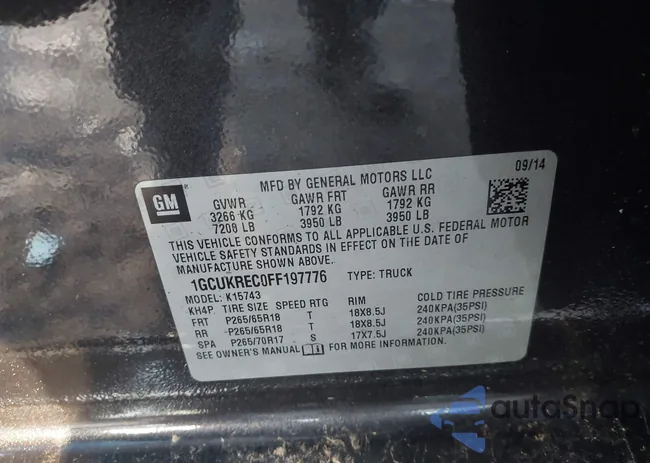 MFD BY GENERAL MOTORS LLC
09/14
GM
GVWR GAWR FRT GAWR RR
3266 KG 1792 KG 1792 KG
7208 LB 3950 LB 3950 LB
THIS VEHICLE CONFORMS TO ALL APPLICABLE U.S. FEDERAL MOTOR
VEHICLE SAFETY STANDARDS IN EFFECT ON THE DATE OF
MANUFACTURE SHOWN ABOVE.
1GCUKREC0FF197776 TYPE: TRUCK
MODEL: K15743
KH4P TIRE SIZE SPEED RTG RIM COLD TIRE PRESSURE
FRT P265/65R18 T 18X8.5J 240KPA(35PSI)
RR P265/65R18 T 18X8.5J 240KPA(35PSI)
SPA P265/70R17 S 17X7.5J 240KPA(35PSI)
SEE OWNER'S MANUAL FOR ADDITIONAL INFORMATION.
autoSnap